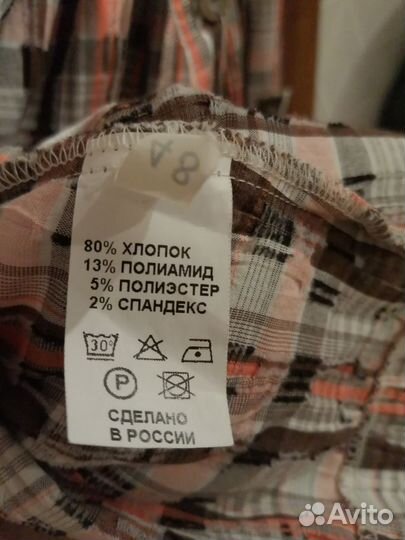 48
80% ХЛОПОК
13% ПОЛИАМИД
5% ПОЛИЭСТЕР
2% СПАНДЕКС
30°
P
СДЕЛАНО
В РОССИИ
Avito